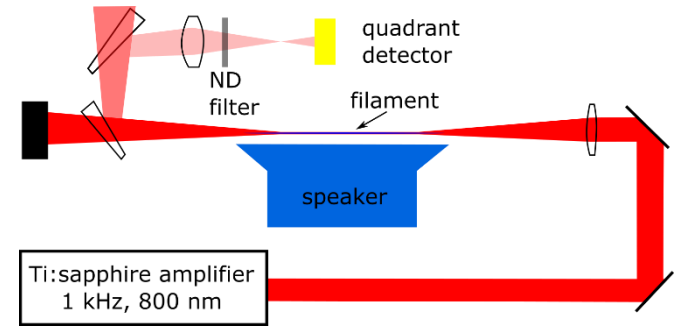 quadrant
detector
ND
filter
filament
speaker
Ti:sapphire amplifier
1 kHz, 800 nm